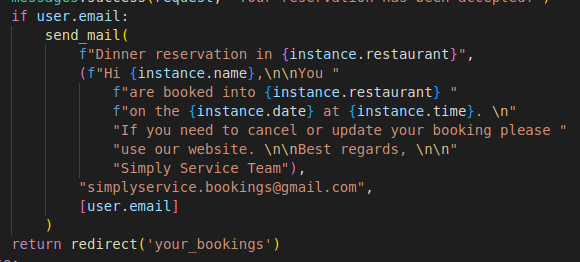 messages.success(request, "Your reservation has been accepted!")
if user.email:
    send_mail(
        f"Dinner reservation in {instance.restaurant}",
        (f"Hi {instance.name},\n\nYou "
            f"are booked into {instance.restaurant} "
            f"on the {instance.date} at {instance.time}. \n"
            "If you need to cancel or update your booking please "
            "use our website. \n\nBest regards, \n\n"
            "Simply Service Team"),
        "simplyservice.bookings@gmail.com",
        [user.email]
    )
return redirect('your_bookings')